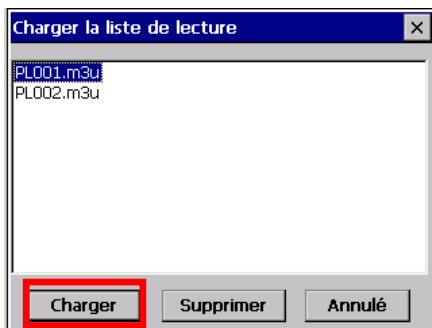 Charger la liste de lecture
PL001.m3u
PL002.m3u
Charger Supprimer Annulé